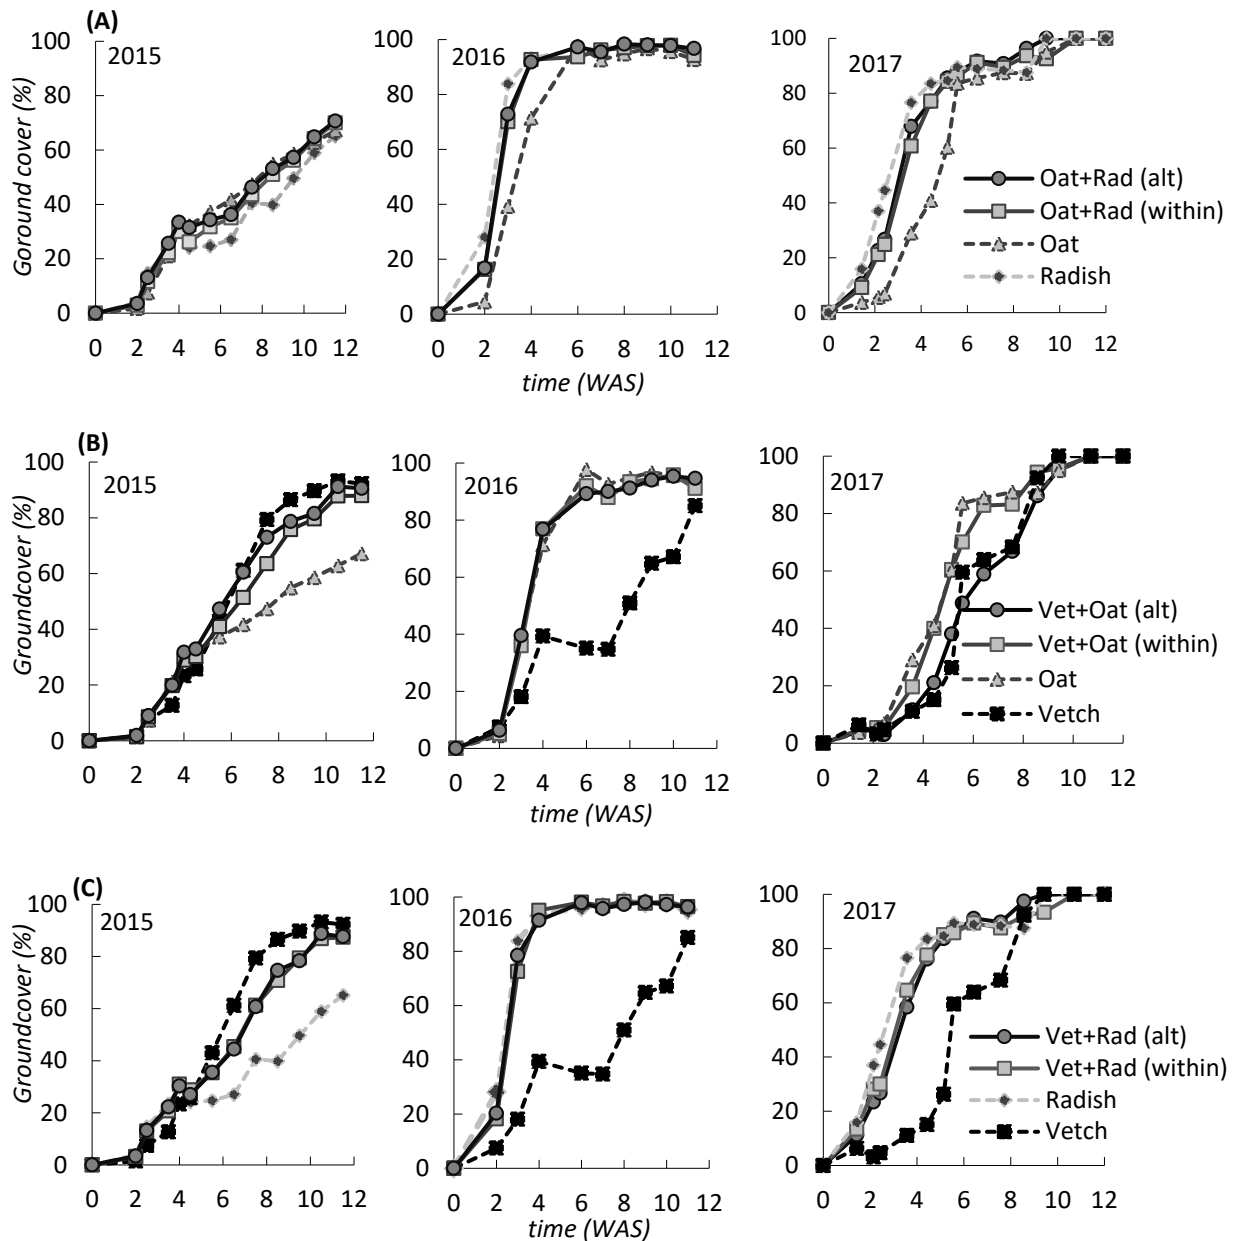 (A)
2015
2016
2017
Goround cover (%)
100
80
60
40
20
0
0 2 4 6 8 10 12
100
80
60
40
20
0
0 2 4 6 8 10 12
100
80
60
40
20
0
0 2 4 6 8 10 12
Oat+Rad (alt)
Oat+Rad (within)
Oat
Radish
time (WAS)
(B)
2015
2016
2017
Groundcover (%)
100
80
60
40
20
0
0 2 4 6 8 10 12
100
80
60
40
20
0
0 2 4 6 8 10 12
100
80
60
40
20
0
0 2 4 6 8 10 12
Vet+Oat (alt)
Vet+Oat (within)
Oat
Vetch
time (WAS)
(C)
2015
2016
2017
Groundcover (%)
100
80
60
40
20
0
0 2 4 6 8 10 12
100
80
60
40
20
0
0 2 4 6 8 10 12
100
80
60
40
20
0
0 2 4 6 8 10 12
Vet+Rad (alt)
Vet+Rad (within)
Radish
Vetch
time (WAS)